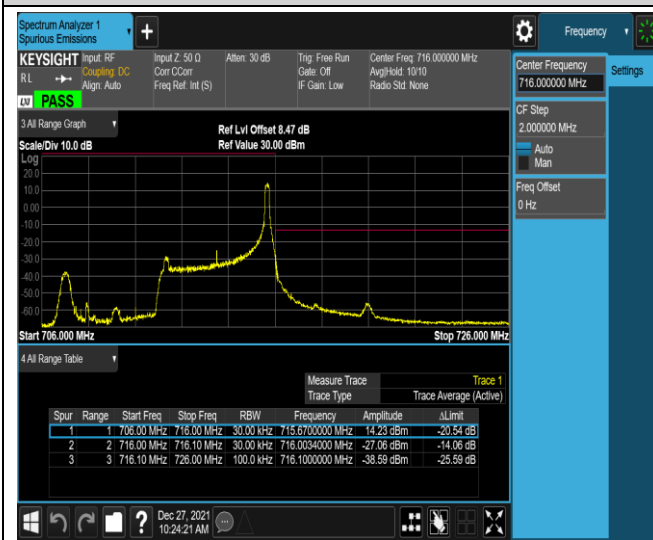 Spectrum Analyzer 1
Spurious Emissions
+
Frequency
KEYSIGHT Input: RF Input Z: 50 Ω Atten: 30 dB Trig: Free Run Center Freq: 716.000000 MHz
RL Coupling: DC Corr CCorr Gate: Off Avg|Hold: 10/10
Align: Auto Freq Ref: Int (S) IF Gain: Low Radio Std: None
LXI PASS
3 All Range Graph
Ref Lvl Offset 8.47 dB
Scale/Div 10.0 dB Ref Value 30.00 dBm
Log
20.0
10.0
0.00
-10.0
-20.0
-30.0
-40.0
-50.0
-60.0
Start 706.000 MHz Stop 726.000 MHz
4 All Range Table
Measure Trace Trace 1
Trace Type Trace Average (Active)
Spur Range Start Freq Stop Freq RBW Frequency Amplitude ΔLimit
1 1 706.00 MHz 716.00 MHz 30.00 kHz 715.6700000 MHz 14.23 dBm -20.54 dB
2 2 716.00 MHz 716.10 MHz 30.00 kHz 716.0034000 MHz -27.06 dBm -14.06 dB
3 3 716.10 MHz 726.00 MHz 100.0 kHz 716.1000000 MHz -38.59 dBm -25.59 dB
Center Frequency
716.000000 MHz
Settings
CF Step
2.000000 MHz
Auto
Man
Freq Offset
0 Hz
?
Dec 27, 2021
10:24:21 AM